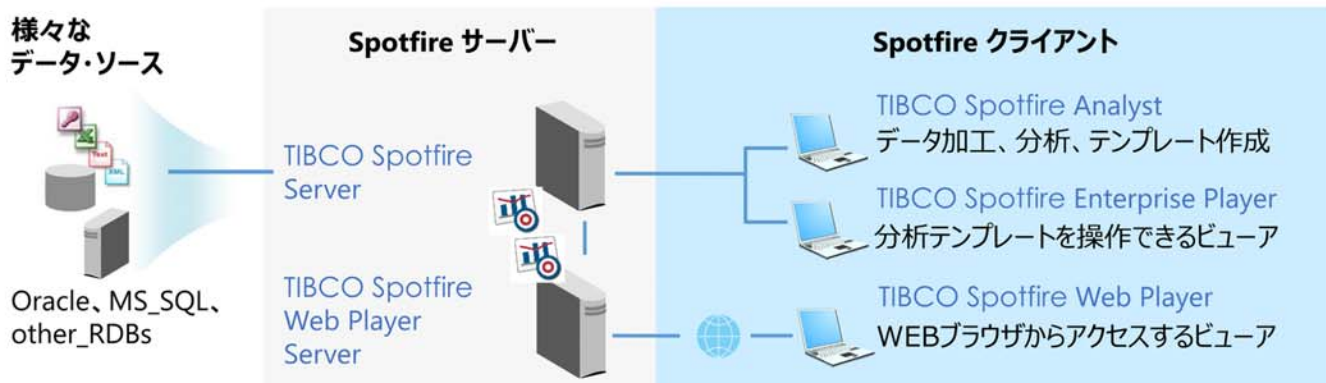 様々な
データ・ソース
Text
XML
Oracle、MS_SQL、
other_RDBs
Spotfire サーバー
TIBCO Spotfire
Server
TIBCO Spotfire
Web Player
Server
Spotfire クライアント
TIBCO Spotfire Analyst
データ加工、分析、テンプレート作成
TIBCO Spotfire Enterprise Player
分析テンプレートを操作できるビューア
TIBCO Spotfire Web Player
WEBブラウザからアクセスするビューア